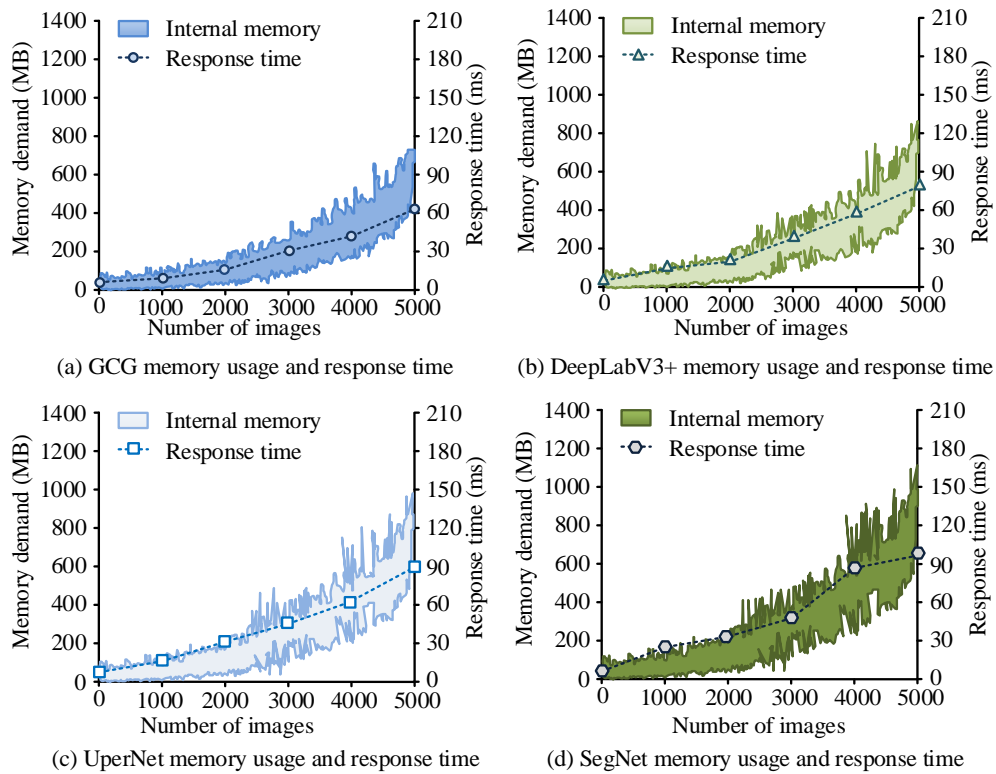 1400
1200
1000
800
600
400
200
0
Memory demand (MB)
Internal memory
Response time
210
180
150
120
90
60
30
0
Response time (ms)
0 1000 2000 3000 4000 5000
Number of images
(a) GCG memory usage and response time
1400
1200
1000
800
600
400
200
0
Memory demand (MB)
Internal memory
Response time
210
180
150
120
90
60
30
0
Response time (ms)
0 1000 2000 3000 4000 5000
Number of images
(b) DeepLabV3+ memory usage and response time
1400
1200
1000
800
600
400
200
0
Memory demand (MB)
Internal memory
Response time
210
180
150
120
90
60
30
0
Response time (ms)
0 1000 2000 3000 4000 5000
Number of images
(c) UperNet memory usage and response time
1400
1200
1000
800
600
400
200
0
Memory demand (MB)
Internal memory
Response time
210
180
150
120
90
60
30
0
Response time (ms)
0 1000 2000 3000 4000 5000
Number of images
(d) SegNet memory usage and response time